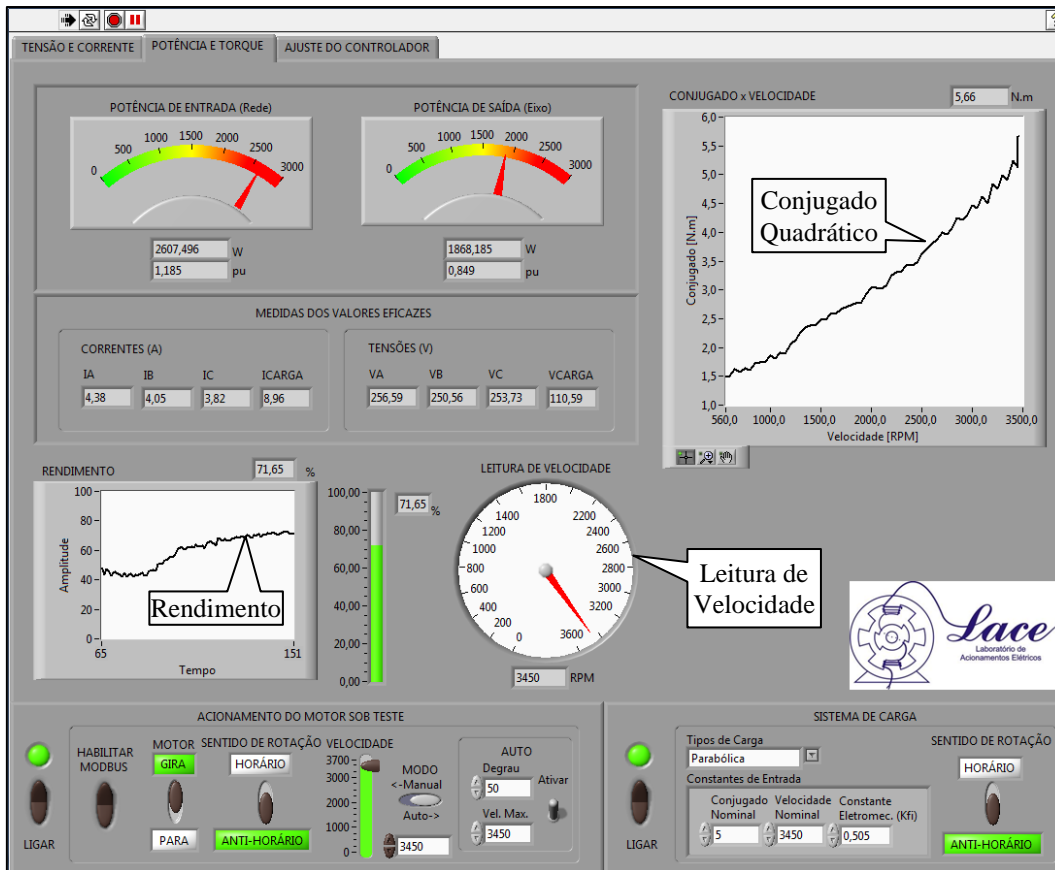 TENSÃO E CORRENTE
POTÊNCIA E TORQUE
AJUSTE DO CONTROLADOR
POTÊNCIA DE ENTRADA (Rede)
0 500 1000 1500 2000 2500 3000
2607,496 W
1,185 pu
POTÊNCIA DE SAÍDA (Eixo)
0 500 1000 1500 2000 2500 3000
1868,185 W
0,849 pu
CONJUGADO x VELOCIDADE
5,66 N.m
6,0
5,5
5,0
4,5
4,0
3,5
3,0
2,5
2,0
1,5
1,0
Conjugado [N.m]
560,0 1000,0 1500,0 2000,0 2500,0 3000,0 3500,0
Velocidade [RPM]
Conjugado
Quadrático
MEDIDAS DOS VALORES EFICAZES
CORRENTES (A)
IA IB IC ICARGA
4,38 4,05 3,82 8,96
TENSÕES (V)
VA VB VC VCARGA
256,59 250,56 253,73 110,59
RENDIMENTO
71,65 %
100
80
60
40
20
0
Amplitude
65 151
Tempo
Rendimento
100,00
80,00
60,00
40,00
20,00
0,00
71,65 %
LEITURA DE VELOCIDADE
0 200 400 600 800 1000 1200 1400 1800 2200 2400 2600 2800 3000 3200 3600
3450 RPM
Leitura de
Velocidade
Lace
Laboratório de
Acionamentos Elétricos
ACIONAMENTO DO MOTOR SOB TESTE
LIGAR
HABILITAR
MODBUS
MOTOR
GIRA
PARA
SENTIDO DE ROTAÇÃO
HORÁRIO
ANTI-HORÁRIO
VELOCIDADE
3700
3000
2000
1000
0
MODO
<-Manual
Auto->
3450
AUTO
Degrau
50
Vel. Max.
3450
Ativar
SISTEMA DE CARGA
LIGAR
Tipos de Carga
Parabólica
Constantes de Entrada
Conjugado
Nominal
5
Velocidade
Nominal
3450
Constante
Eletromec. (Kfi)
0,505
SENTIDO DE ROTAÇÃO
HORÁRIO
ANTI-HORÁRIO